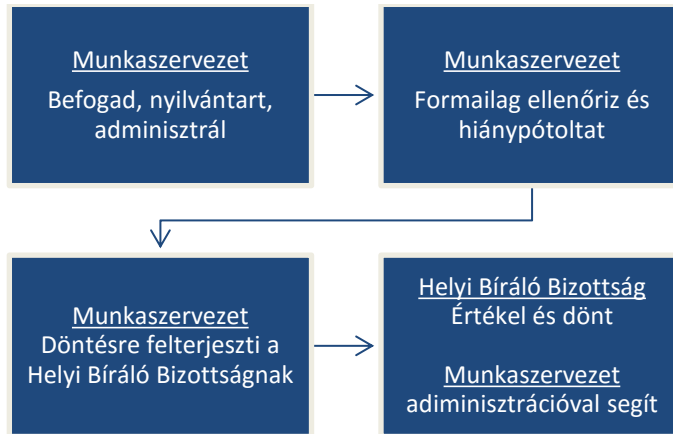 Munkaszervezet
Befogad, nyilvántart,
adminisztrál
Munkaszervezet
Formailag ellenőriz és
hiánypótoltat
Munkaszervezet
Döntésre felterjeszti a
Helyi Bíráló Bizottságnak
Helyi Bíráló Bizottság
Értékel és dönt
Munkaszervezet
adiminisztrációval segít